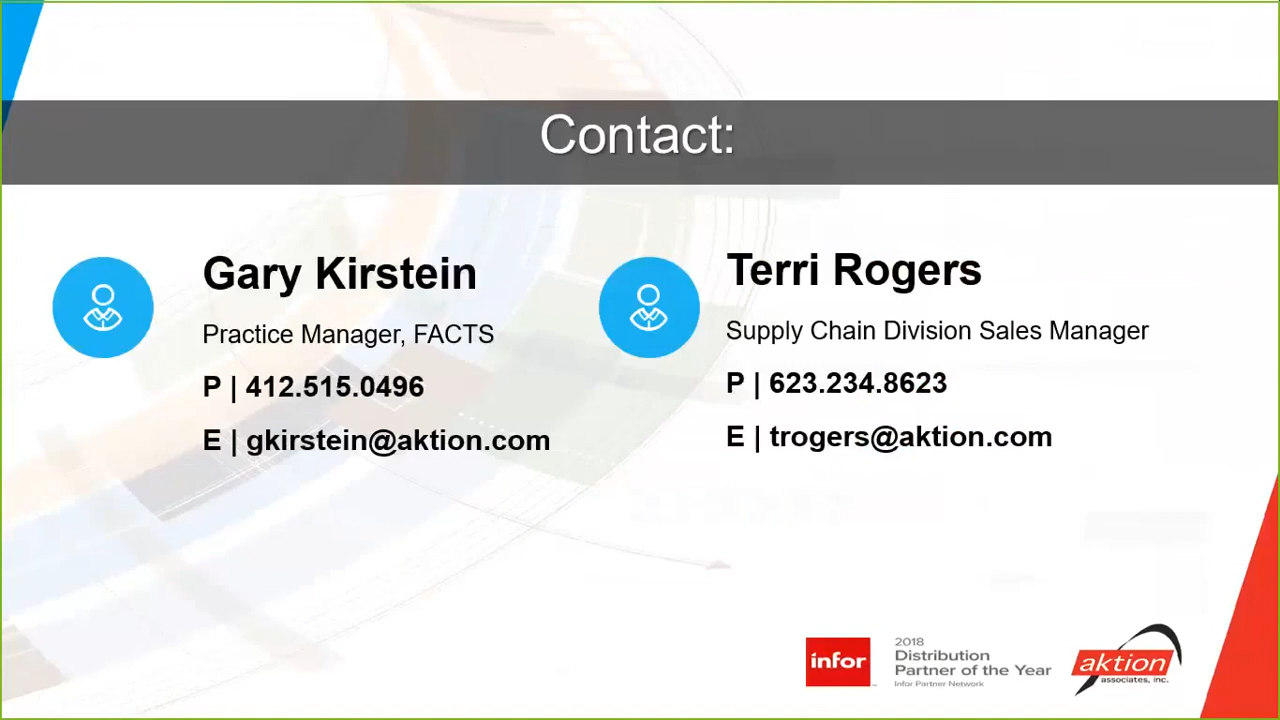 Contact:
Gary Kirstein
Practice Manager, FACTS
P | 412.515.0496
E | gkirstein@aktion.com
Terri Rogers
Supply Chain Division Sales Manager
P | 623.234.8623
E | trogers@aktion.com
infor
2018
Distribution
Partner of the Year
Infor Partner Network
aktion
associates, inc.